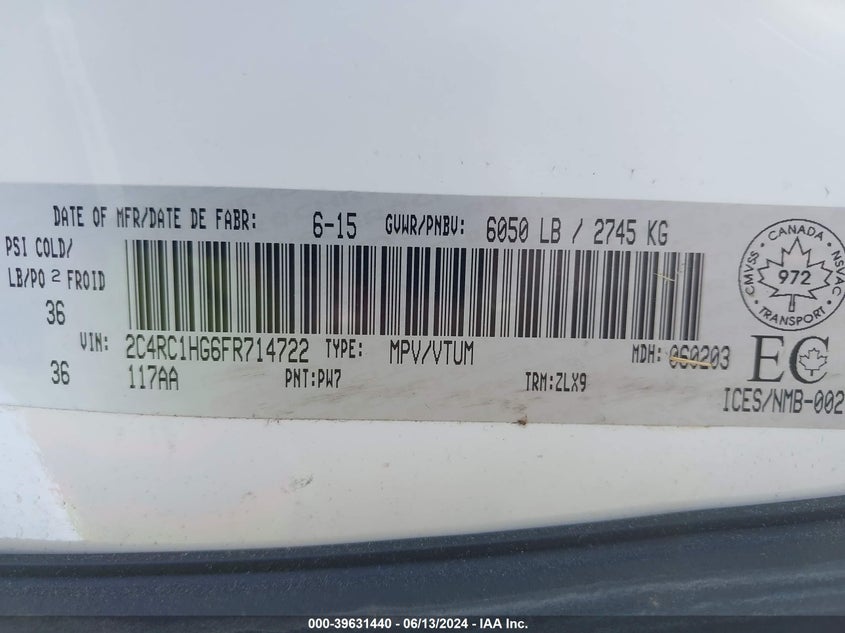 DATE OF MFR/DATE DE FABR: 6-15 GVWR/PNBV: 6050 LB / 2745 KG
PSI COLD/
LB/PO 2 FROID
36
VIN: 2C4RC1HG6FR714722 TYPE: MPV/VTUM MDH: 060203
36 117AA PNT:PW7 TRM:ZLX9
CANADA
CMVSS NSVAC
972
TRANSPORT
EC
ICES/NMB-002
000-39631440 - 06/13/2024 - IAA Inc.